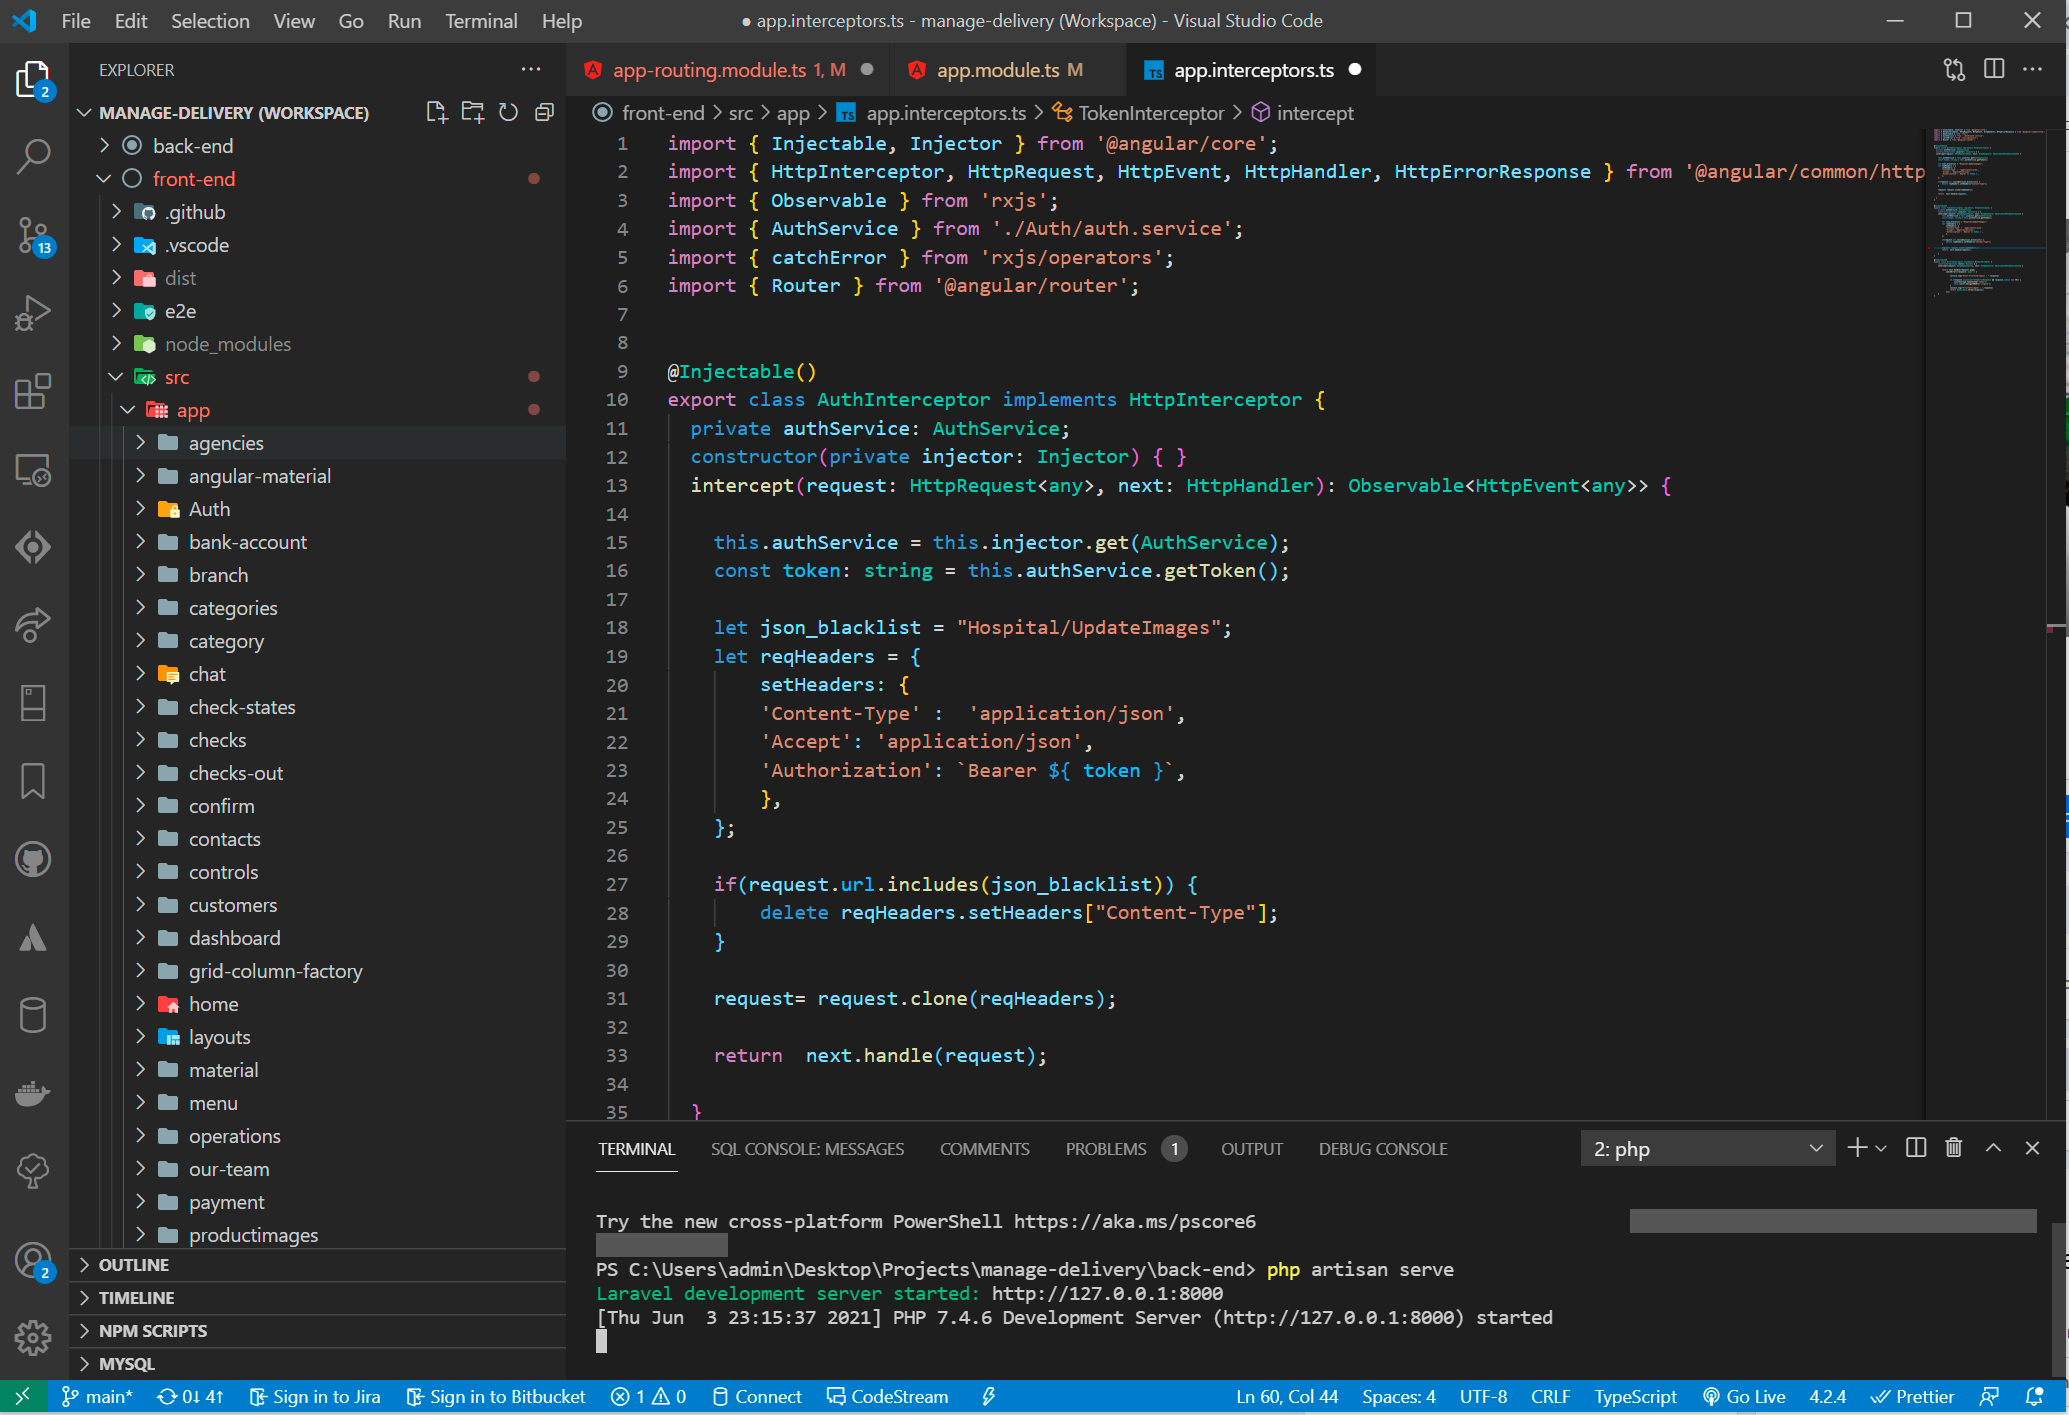 File Edit Selection View Go Run Terminal Help
● app.interceptors.ts - manage-delivery (Workspace) - Visual Studio Code
EXPLORER
MANAGE-DELIVERY (WORKSPACE)
back-end
front-end
.github
.vscode
dist
e2e
node_modules
src
app
agencies
angular-material
Auth
bank-account
branch
categories
category
chat
check-states
checks
checks-out
confirm
contacts
controls
customers
dashboard
grid-column-factory
home
layouts
material
menu
operations
our-team
payment
productimages
OUTLINE
TIMELINE
NPM SCRIPTS
MYSQL
2
13
2
app-routing.module.ts 1, M
app.module.ts M
TS app.interceptors.ts
front-end > src > app > TS app.interceptors.ts > TokenInterceptor > intercept
1 import { Injectable, Injector } from '@angular/core';
2 import { HttpInterceptor, HttpRequest, HttpEvent, HttpHandler, HttpErrorResponse } from '@angular/common/http
3 import { Observable } from 'rxjs';
4 import { AuthService } from './Auth/auth.service';
5 import { catchError } from 'rxjs/operators';
6 import { Router } from '@angular/router';
7
8
9 @Injectable()
10 export class AuthInterceptor implements HttpInterceptor {
11 private authService: AuthService;
12 constructor(private injector: Injector) { }
13 intercept(request: HttpRequest<any>, next: HttpHandler): Observable<HttpEvent<any>> {
14
15 this.authService = this.injector.get(AuthService);
16 const token: string = this.authService.getToken();
17
18 let json_blacklist = "Hospital/UpdateImages";
19 let reqHeaders = {
20 setHeaders: {
21 'Content-Type' :  'application/json',
22 'Accept': 'application/json',
23 'Authorization': `Bearer ${ token }`,
24 },
25 };
26
27 if(request.url.includes(json_blacklist)) {
28 delete reqHeaders.setHeaders["Content-Type"];
29 }
30
31 request= request.clone(reqHeaders);
32
33 return  next.handle(request);
34
35 }
TERMINAL SQL CONSOLE: MESSAGES COMMENTS PROBLEMS 1 OUTPUT DEBUG CONSOLE 2: php
Try the new cross-platform PowerShell https://aka.ms/pscore6
PS C:\Users\admin\Desktop\Projects\manage-delivery\back-end> php artisan serve
Laravel development server started: http://127.0.0.1:8000
[Thu Jun  3 23:15:37 2021] PHP 7.4.6 Development Server (http://127.0.0.1:8000) started
main* 0↓ 4↑ Sign in to Jira Sign in to Bitbucket 1 0 Connect CodeStream Ln 60, Col 44 Spaces: 4 UTF-8 CRLF TypeScript Go Live 4.2.4 Prettier